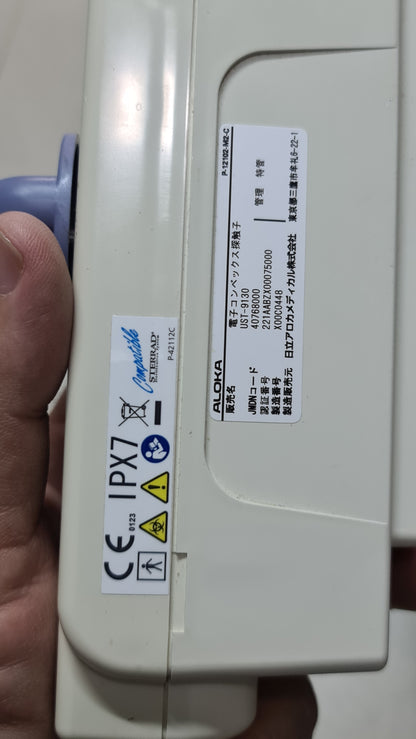 ALOKA
P-12102-M2-C
販売名 電子コンベックス探触子
UST-9130
JMDNコード 40768000 管理 特管
認証番号 221AABZX00075000
製造番号 X00C0448
製造販売元 日立アロカメディカル株式会社 東京都三鷹市牟礼6-22-1
CE 0123
IPX7
Compatible
STERRAD
P-42112C